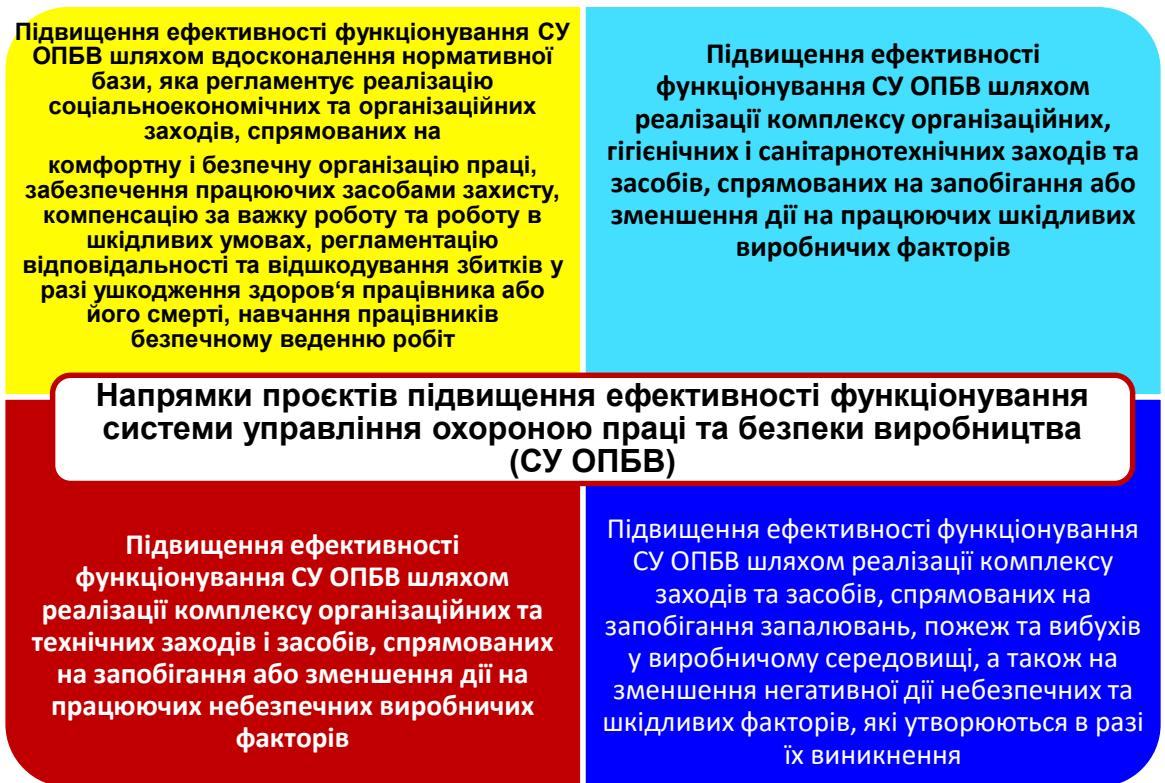 Підвищення ефективності функціонування СУ
ОПБВ шляхом вдосконалення нормативної
бази, яка регламентує реалізацію
соціальноекономічних та організаційних
заходів, спрямованих на
комфортну і безпечну організацію праці,
забезпечення працюючих засобами захисту,
компенсацію за важку роботу та роботу в
шкідливих умовах, регламентацію
відповідальності та відшкодування збитків у
разі ушкодження здоров‘я працівника або
його смерті, навчання працівників
безпечному веденню робіт
Підвищення ефективності
функціонування СУ ОПБВ шляхом
реалізації комплексу організаційних,
гігієнічних і санітарнотехнічних заходів та
засобів, спрямованих на запобігання або
зменшення дії на працюючих шкідливих
виробничих факторів
Напрямки проєктів підвищення ефективності функціонування
системи управління охороною праці та безпеки виробництва
(СУ ОПБВ)
Підвищення ефективності
функціонування СУ ОПБВ шляхом
реалізації комплексу організаційних та
технічних заходів і засобів, спрямованих
на запобігання або зменшення дії на
працюючих небезпечних виробничих
факторів
Підвищення ефективності функціонування
СУ ОПБВ шляхом реалізації комплексу
заходів та засобів, спрямованих на
запобігання запалювань, пожеж та вибухів
у виробничому середовищі, а також на
зменшення негативної дії небезпечних та
шкідливих факторів, які утворюються в разі
їх виникнення